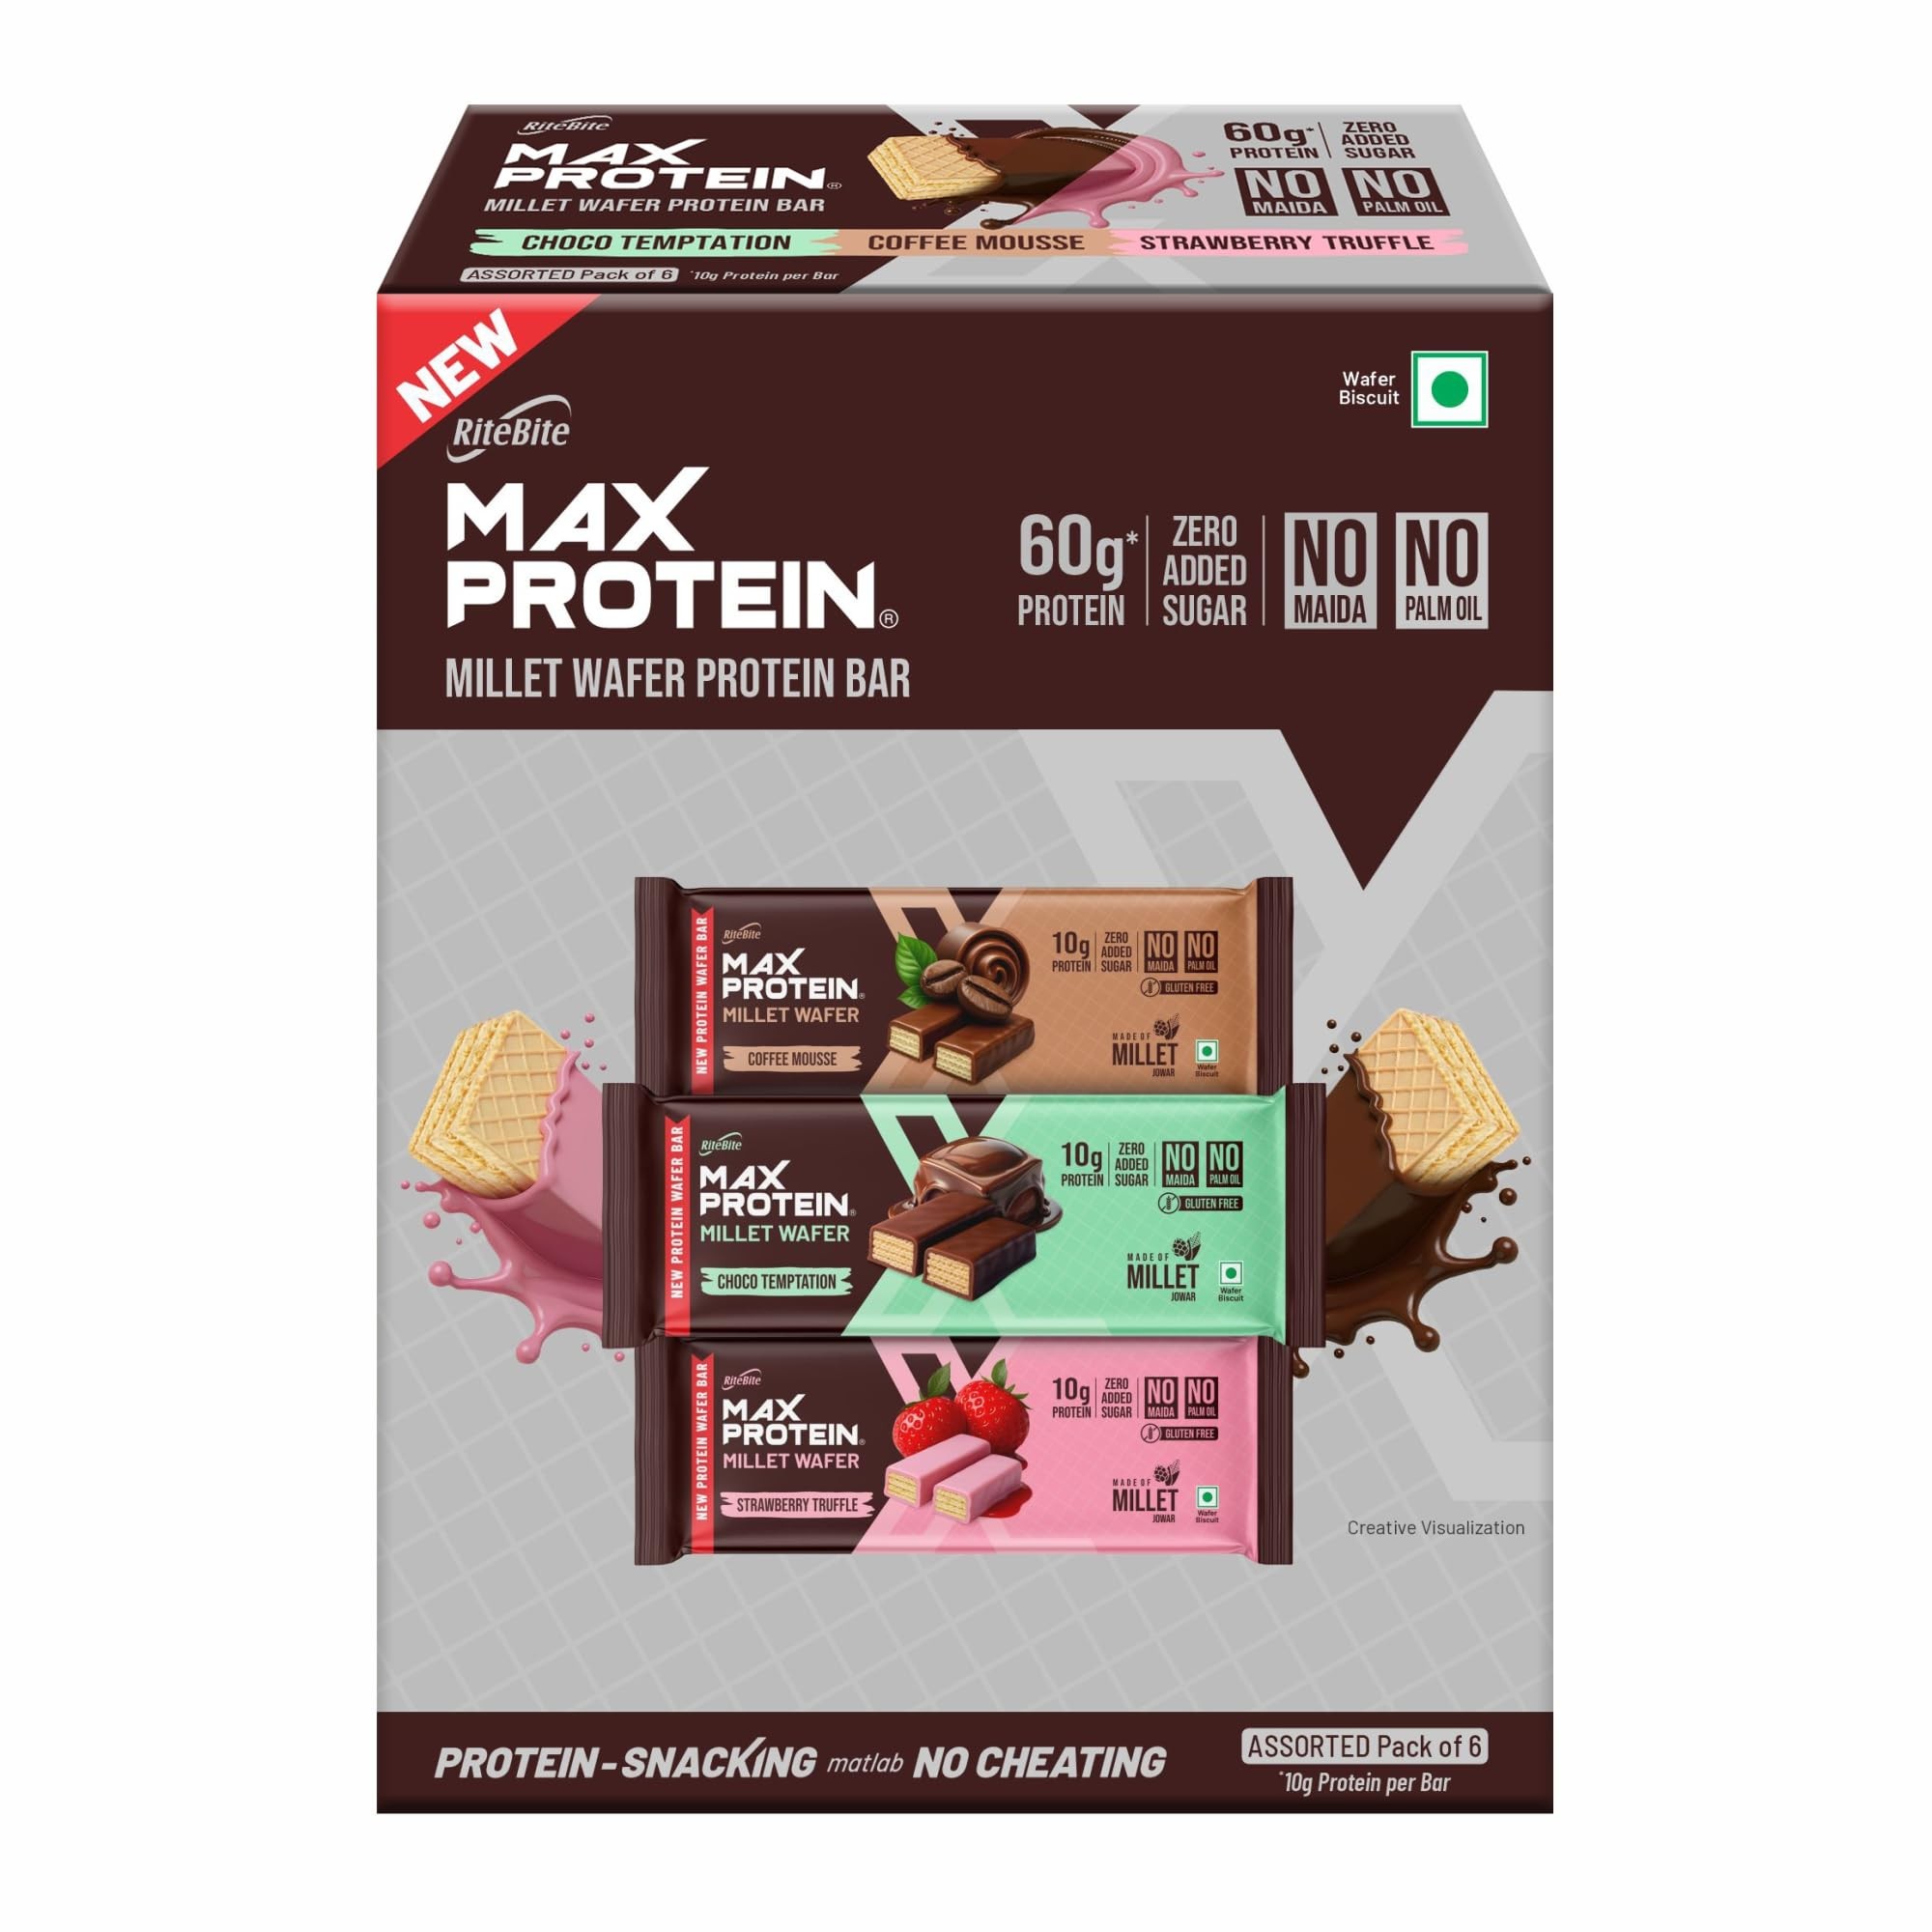 RiteBite
MAX
PROTEIN®
MILLET WAFER PROTEIN BAR
60g*
PROTEIN
ZERO
ADDED
SUGAR
NO
MAIDA
NO
PALM OIL
CHOCO TEMPTATION
COFFEE MOUSSE
STRAWBERRY TRUFFLE
ASSORTED Pack of 6
*10g Protein per Bar
NEW
RiteBite
MAX
PROTEIN®
MILLET WAFER PROTEIN BAR
Wafer
Biscuit
60g*
PROTEIN
ZERO
ADDED
SUGAR
NO
MAIDA
NO
PALM OIL
NEW PROTEIN WAFER BAR
RiteBite
MAX
PROTEIN®
MILLET WAFER
COFFEE MOUSSE
10g
PROTEIN
ZERO
ADDED
SUGAR
NO
MAIDA
NO
PALM OIL
GLUTEN FREE
MADE OF
MILLET
JOWAR
Wafer
Biscuit
NEW PROTEIN WAFER BAR
RiteBite
MAX
PROTEIN®
MILLET WAFER
CHOCO TEMPTATION
10g
PROTEIN
ZERO
ADDED
SUGAR
NO
MAIDA
NO
PALM OIL
GLUTEN FREE
MADE OF
MILLET
JOWAR
Wafer
Biscuit
NEW PROTEIN WAFER BAR
RiteBite
MAX
PROTEIN®
MILLET WAFER
STRAWBERRY TRUFFLE
10g
PROTEIN
ZERO
ADDED
SUGAR
NO
MAIDA
NO
PALM OIL
GLUTEN FREE
MADE OF
MILLET
JOWAR
Wafer
Biscuit
Creative Visualization
PROTEIN-SNACKING matlab NO CHEATING
ASSORTED Pack of 6
*10g Protein per Bar